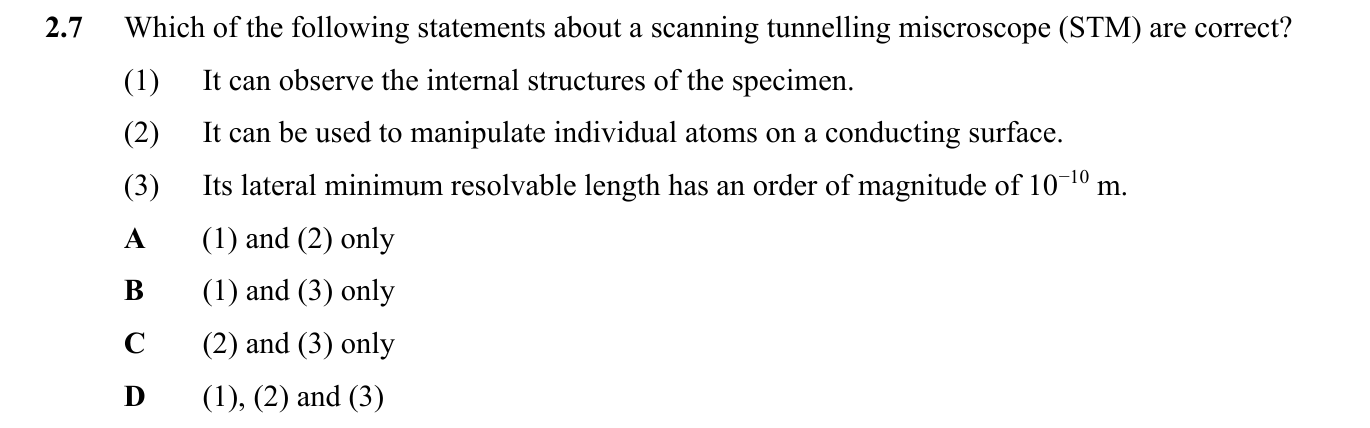 2.7 Which of the following statements about a scanning tunnelling miscroscope (STM) are correct?
(1) It can observe the internal structures of the specimen.
(2) It can be used to manipulate individual atoms on a conducting surface.
(3) Its lateral minimum resolvable length has an order of magnitude of 10⁻¹⁰ m.
A (1) and (2) only
B (1) and (3) only
C (2) and (3) only
D (1), (2) and (3)